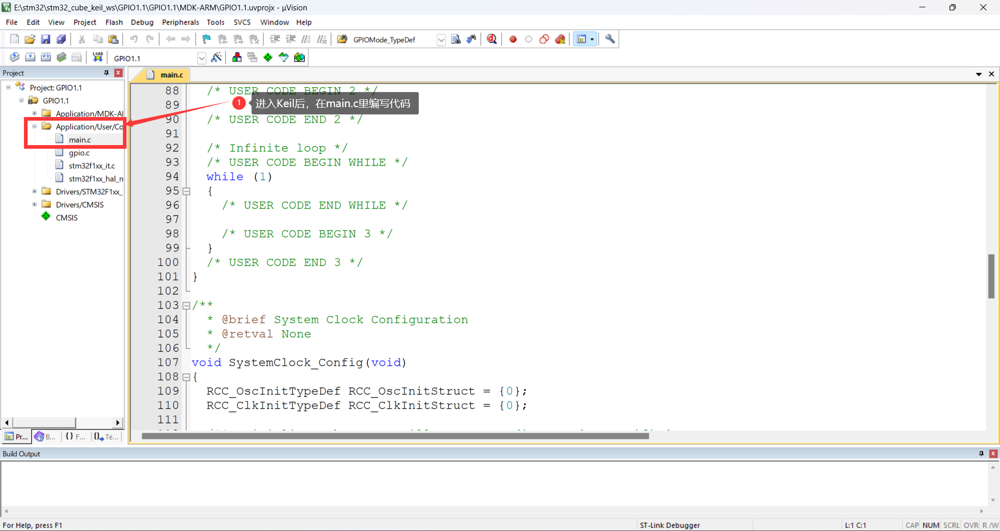 E:\stm32\stm32_cube_keil_ws\GPIO1.1\GPIO1.1\MDK-ARM\GPIO1.1.uvprojx - µVision
File Edit View Project Flash Debug Peripherals Tools SVCS Window Help
GPIOMode_TypeDef
LOAD
GPIO1.1
Project
main.c
Project: GPIO1.1
GPIO1.1
Application/MDK-AI
Application/User/Co
main.c
gpio.c
stm32f1xx_it.c
stm32f1xx_hal_n
Drivers/STM32F1xx_
Drivers/CMSIS
CMSIS
1 进入Keil后，在main.c里编写代码
88 /* USER CODE BEGIN 2 */
89
90 /* USER CODE END 2 */
91
92 /* Infinite loop */
93 /* USER CODE BEGIN WHILE */
94 while (1)
95 {
96 /* USER CODE END WHILE */
97
98 /* USER CODE BEGIN 3 */
99 }
100 /* USER CODE END 3 */
101 }
102
103 /**
104 * @brief System Clock Configuration
105 * @retval None
106 */
107 void SystemClock_Config(void)
108 {
109 RCC_OscInitTypeDef RCC_OscInitStruct = {0};
110 RCC_ClkInitTypeDef RCC_ClkInitStruct = {0};
111
Pr... B... {} F... Te...
Build Output
For Help, press F1 ST-Link Debugger L:1 C:1 CAP NUM SCRL OVR R/W